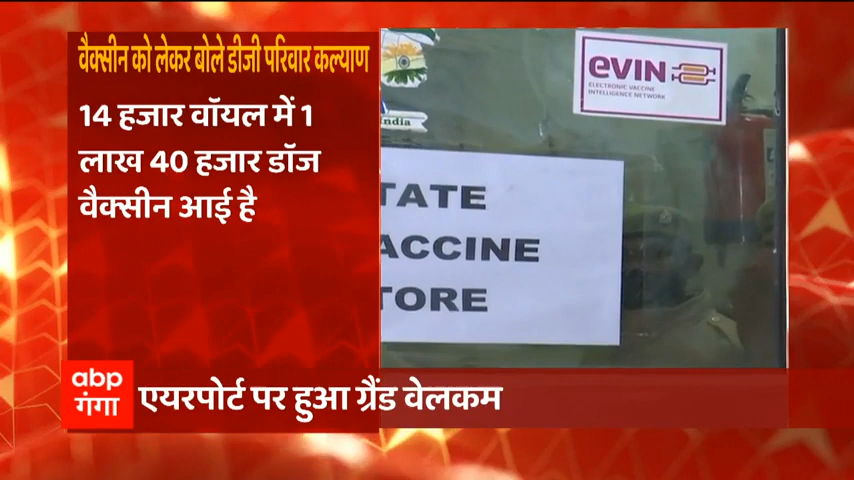 वैक्सीन को लेकर बोले डीजी परिवार कल्याण
14 हजार वॉयल में 1
लाख 40 हजार डॉज
वैक्सीन आई है
eVIN
ELECTRONIC VACCINE
INTELLIGENCE NETWORK
India
TATE
ACCINE
TORE
abp
गंगा
एयरपोर्ट पर हुआ ग्रैंड वेलकम